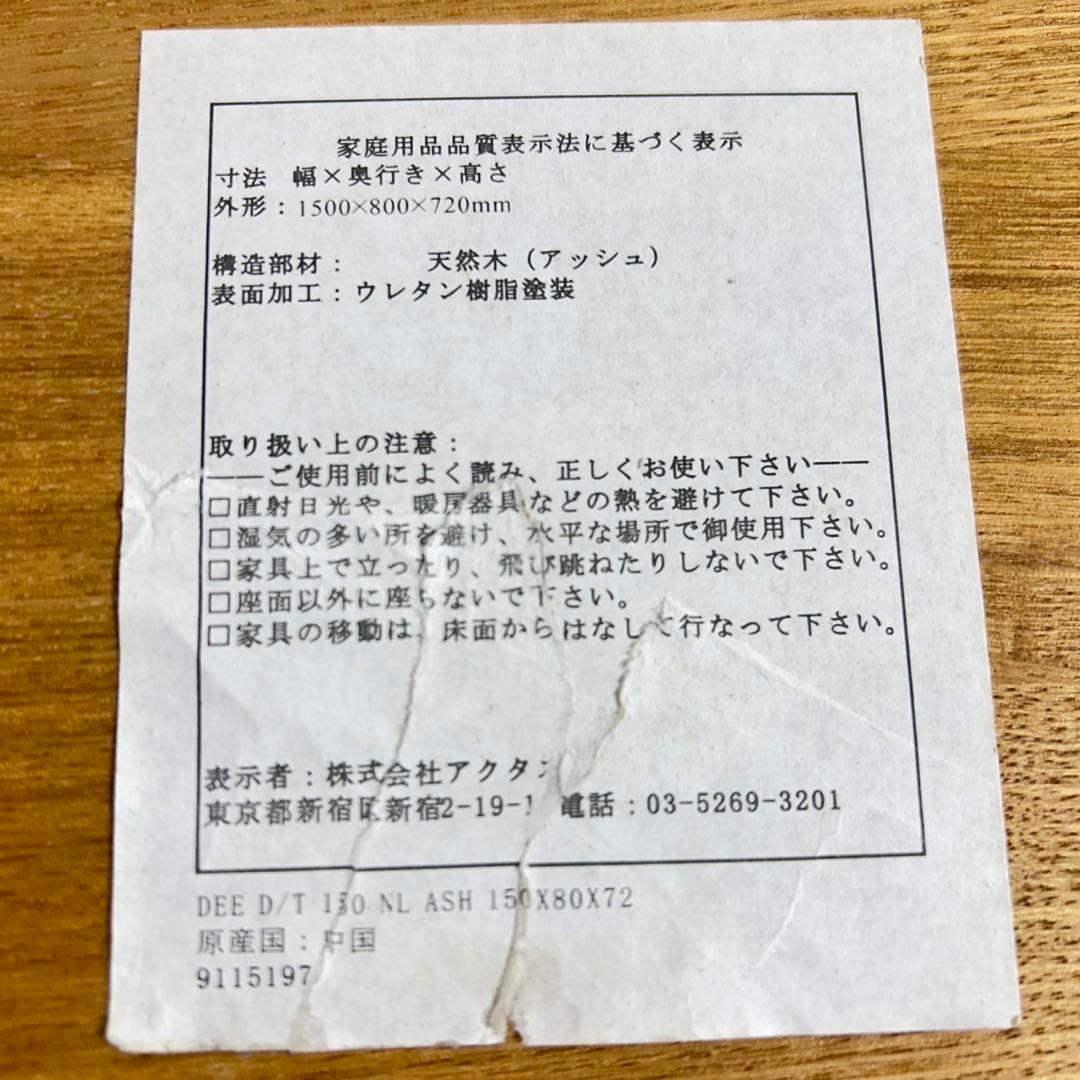 家庭用品品質表示法に基づく表示
寸法 幅×奥行き×高さ
外形：1500×800×720mm
構造部材： 天然木（アッシュ）
表面加工：ウレタン樹脂塗装
取り扱い上の注意：
――ご使用前によく読み、正しくお使い下さい――
□直射日光や、暖房器具などの熱を避けて下さい。
□湿気の多い所を避け、水平な場所で御使用下さい。
□家具上で立ったり、飛び跳ねたりしないで下さい。
□座面以外に座らないで下さい。
□家具の移動は、床面からはなして行なって下さい。
表示者：株式会社アクタス
東京都新宿区新宿2-19-1 電話：03-5269-3201
DEE D/T 150 NL ASH 150X80X72
原産国：中国
9115197